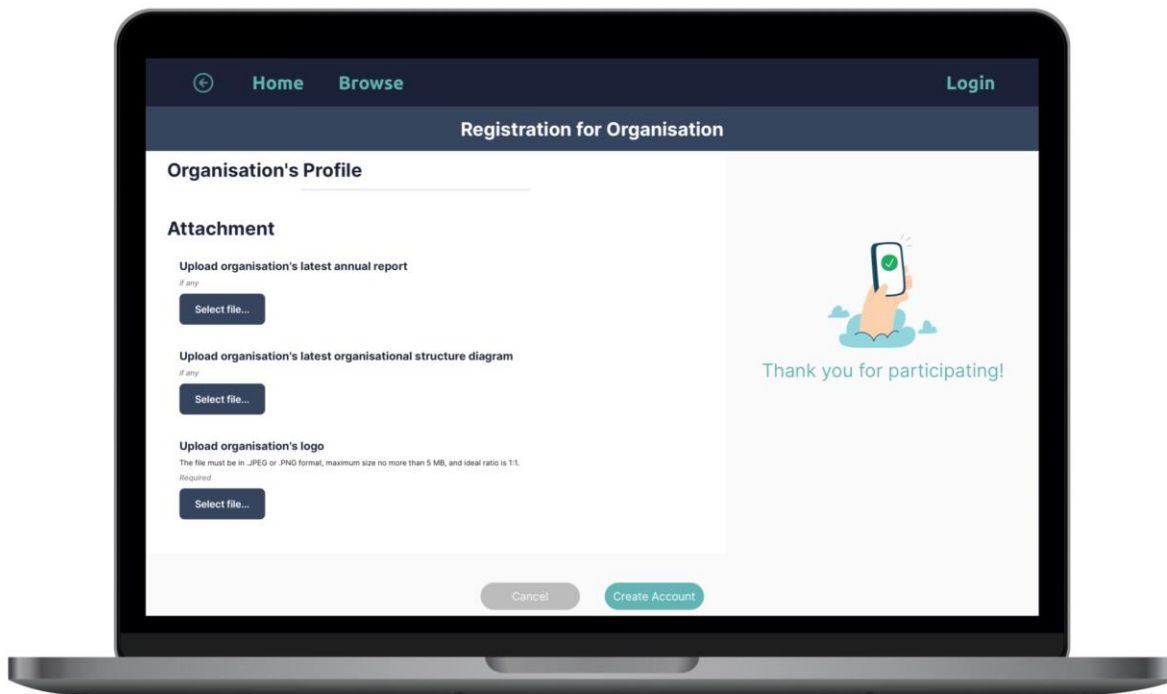 Home Browse Login
Registration for Organisation
Organisation's Profile
Attachment
Upload organisation's latest annual report
if any
Select file...
Upload organisation's latest organisational structure diagram
if any
Select file...
Upload organisation's logo
The file must be in .JPEG or .PNG format, maximum size no more than 5 MB, and ideal ratio is 1:1.
Required
Select file...
Thank you for participating!
Cancel Create Account